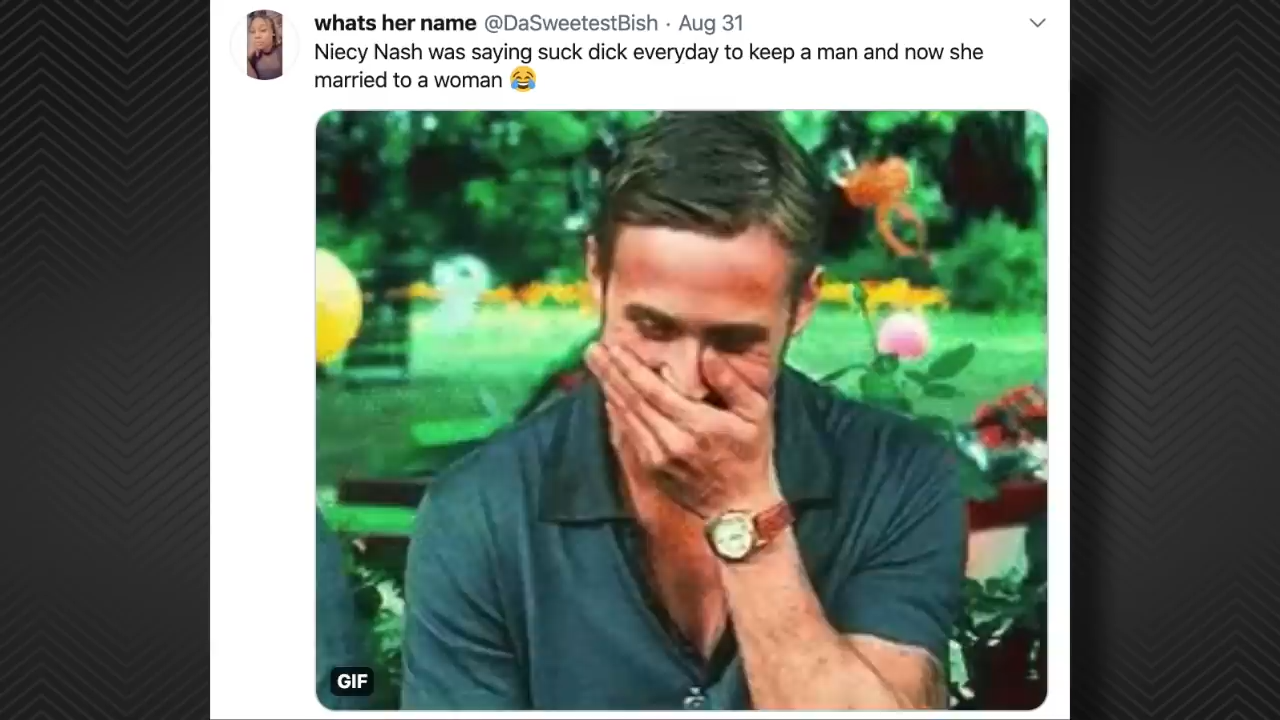 whats her name @DaSweetestBish · Aug 31
Niecy Nash was saying suck dick everyday to keep a man and now she
married to a woman 😂
GIF